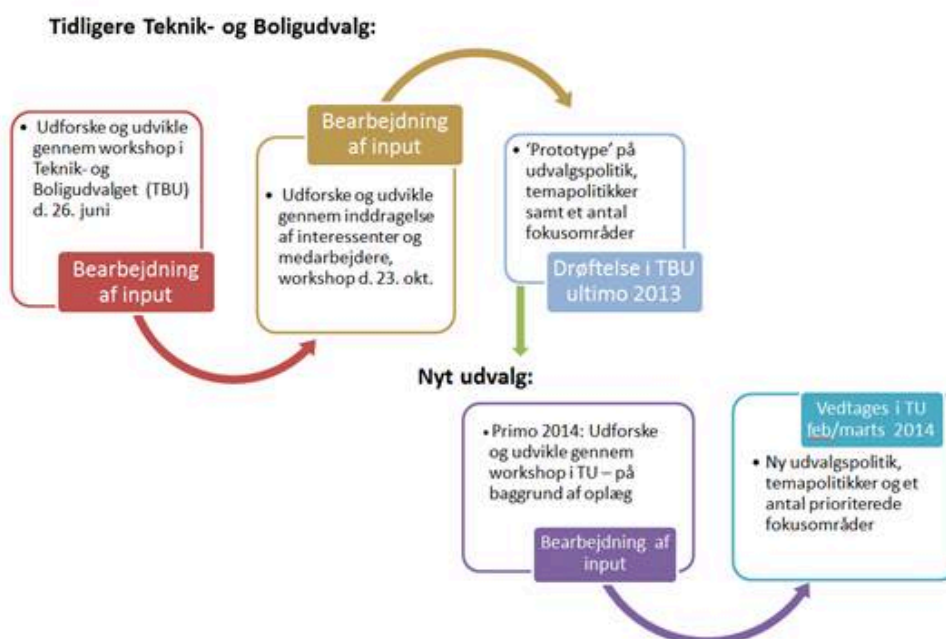 Tidligere Teknik- og Boligudvalg:
• Udforske og udvikle
gennem workshop i
Teknik- og
Boligudvalget (TBU)
d. 26. juni
Bearbejdning
af input
Bearbejdning
af input
• Udforske og udvikle
gennem inddragelse
af interessenter og
medarbejdere,
workshop d. 23. okt.
• 'Prototype' på
udvalgspolitik,
temapolitikker
samt et antal
fokusområder
Drøftelse i TBU
ultimo 2013
Nyt udvalg:
• Primo 2014: Udforske
og udvikle gennem
workshop i TU – på
baggrund af oplæg
Bearbejdning af
input
Vedtages i TU
feb/marts 2014
• Ny udvalgspolitik,
temapolitikker og et
antal prioriterede
fokusområder